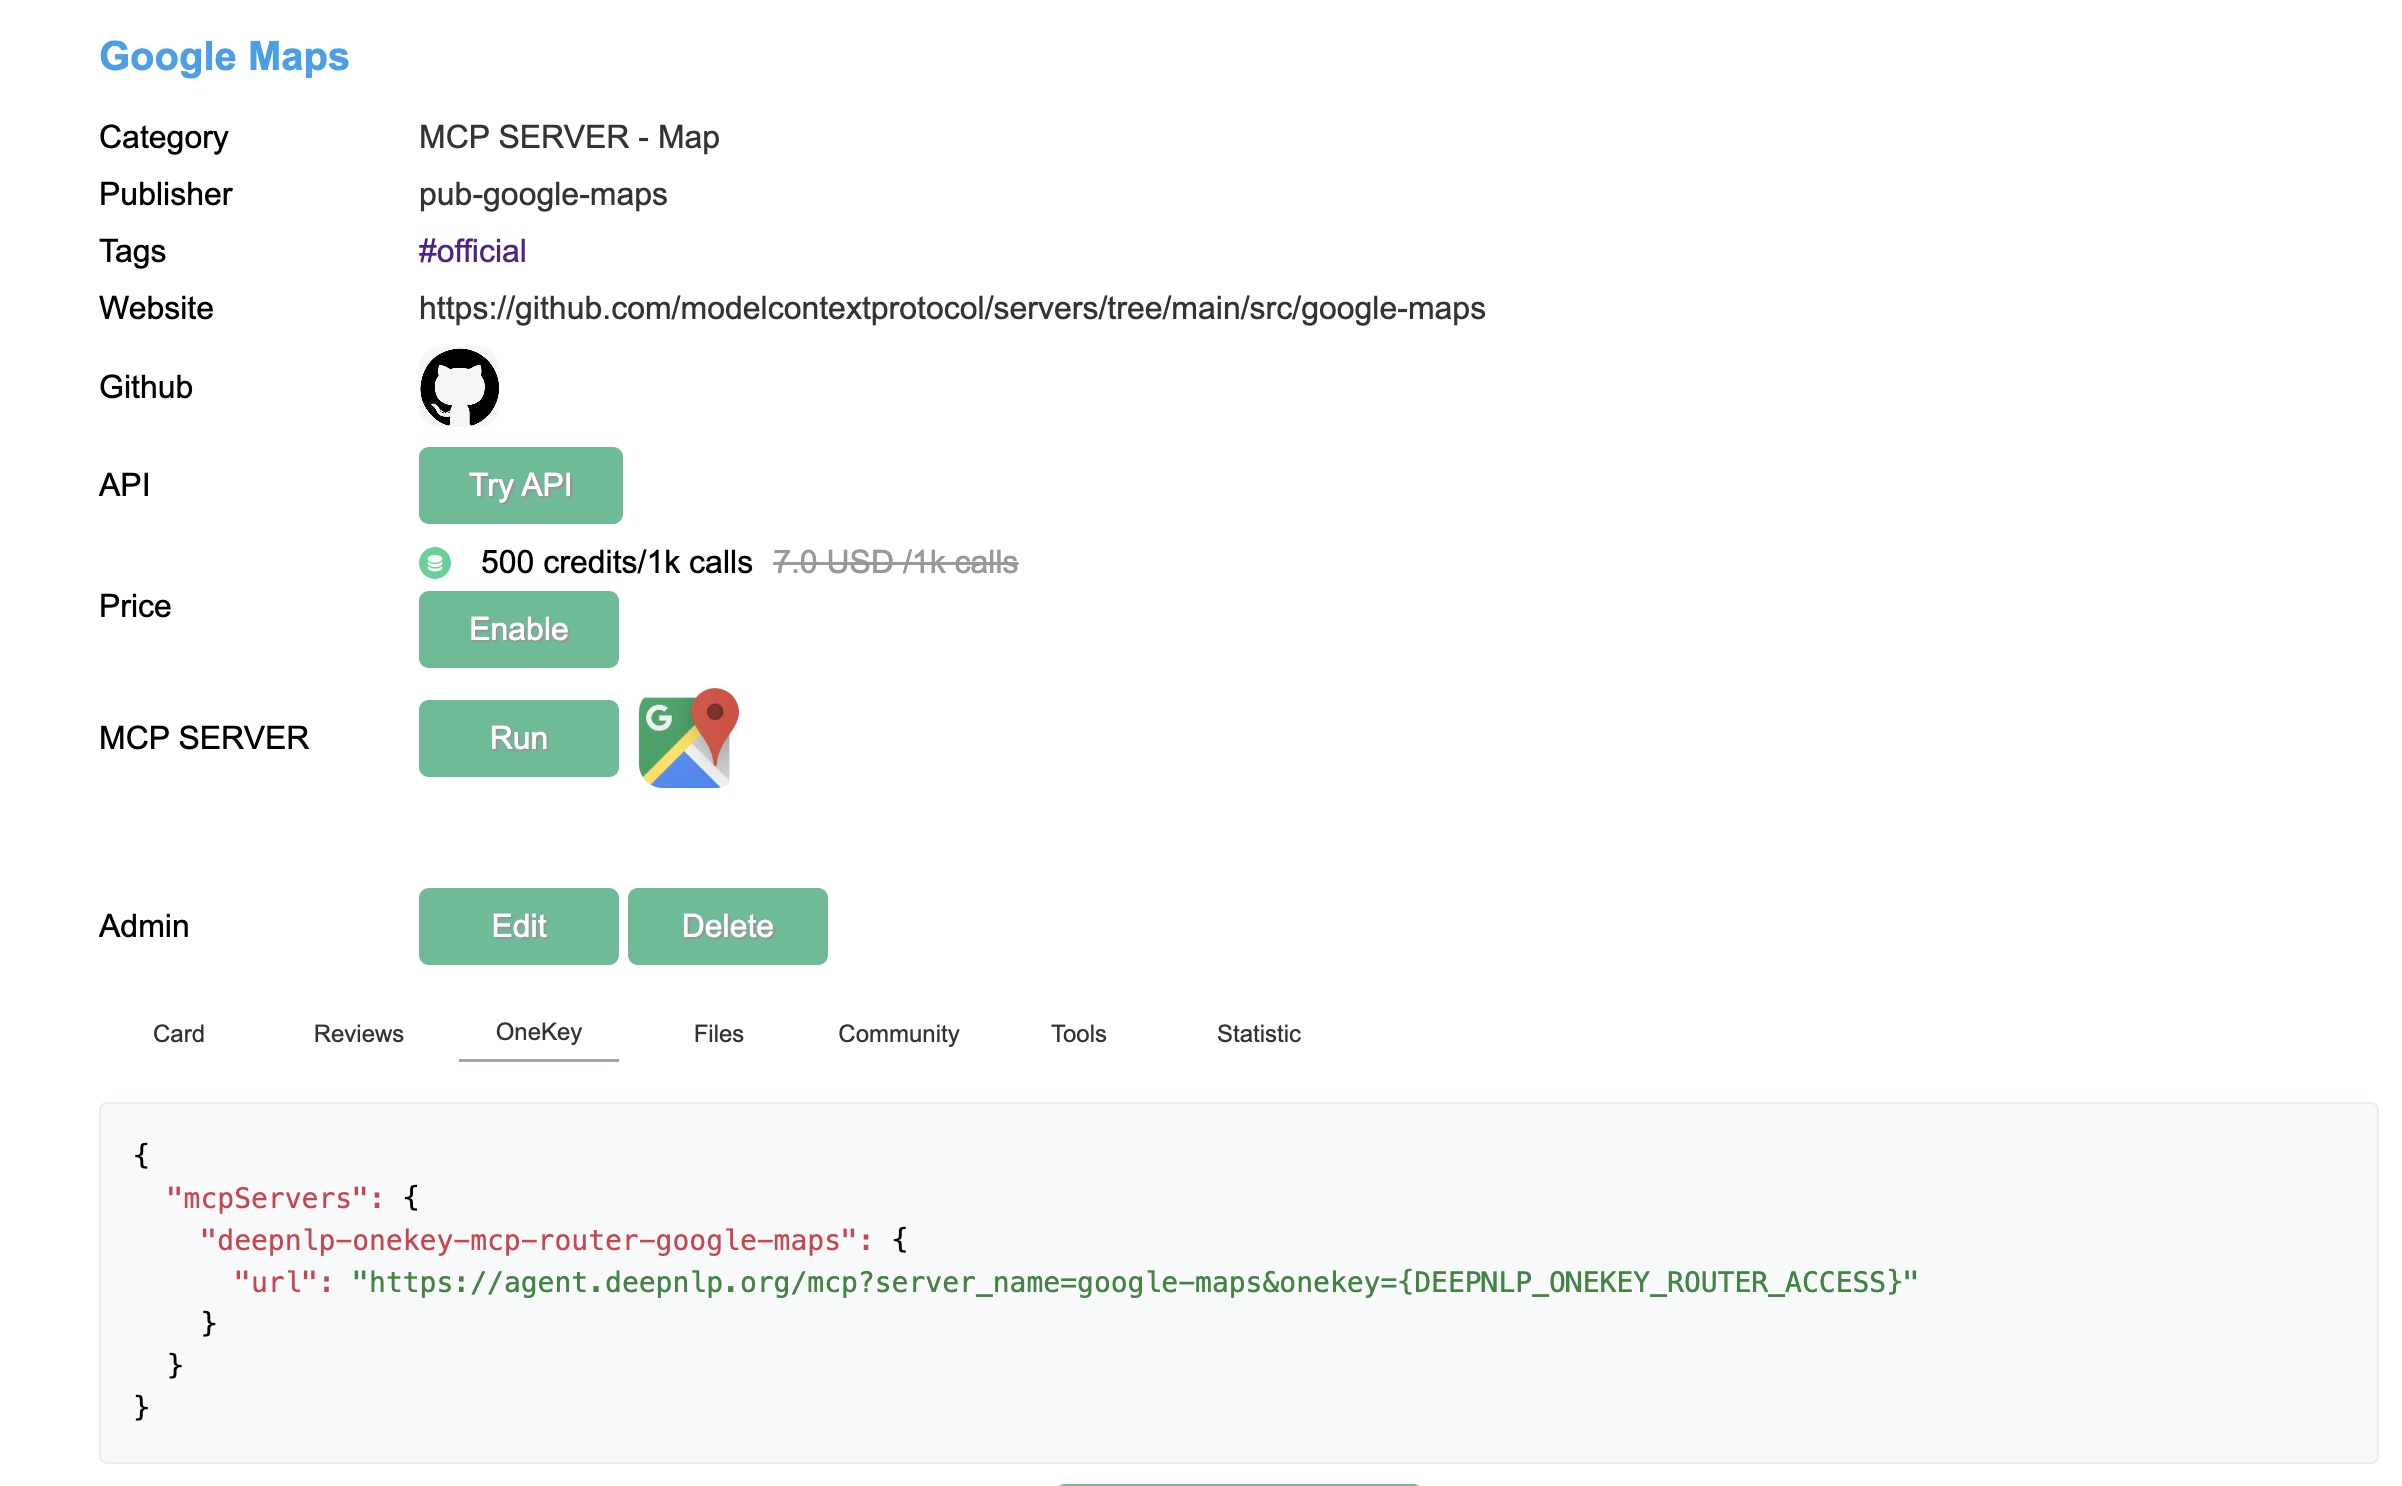 Google Maps
Category MCP SERVER - Map
Publisher pub-google-maps
Tags #official
Website https://github.com/modelcontextprotocol/servers/tree/main/src/google-maps
Github
API Try API
500 credits/1k calls 7.0 USD /1k calls
Price
Enable
MCP SERVER Run G
Admin Edit Delete
Card Reviews OneKey Files Community Tools Statistic
{
  "mcpServers": {
    "deepnlp-onekey-mcp-router-google-maps": {
      "url": "https://agent.deepnlp.org/mcp?server_name=google-maps&onekey={DEEPNLP_ONEKEY_ROUTER_ACCESS}"
    }
  }
}